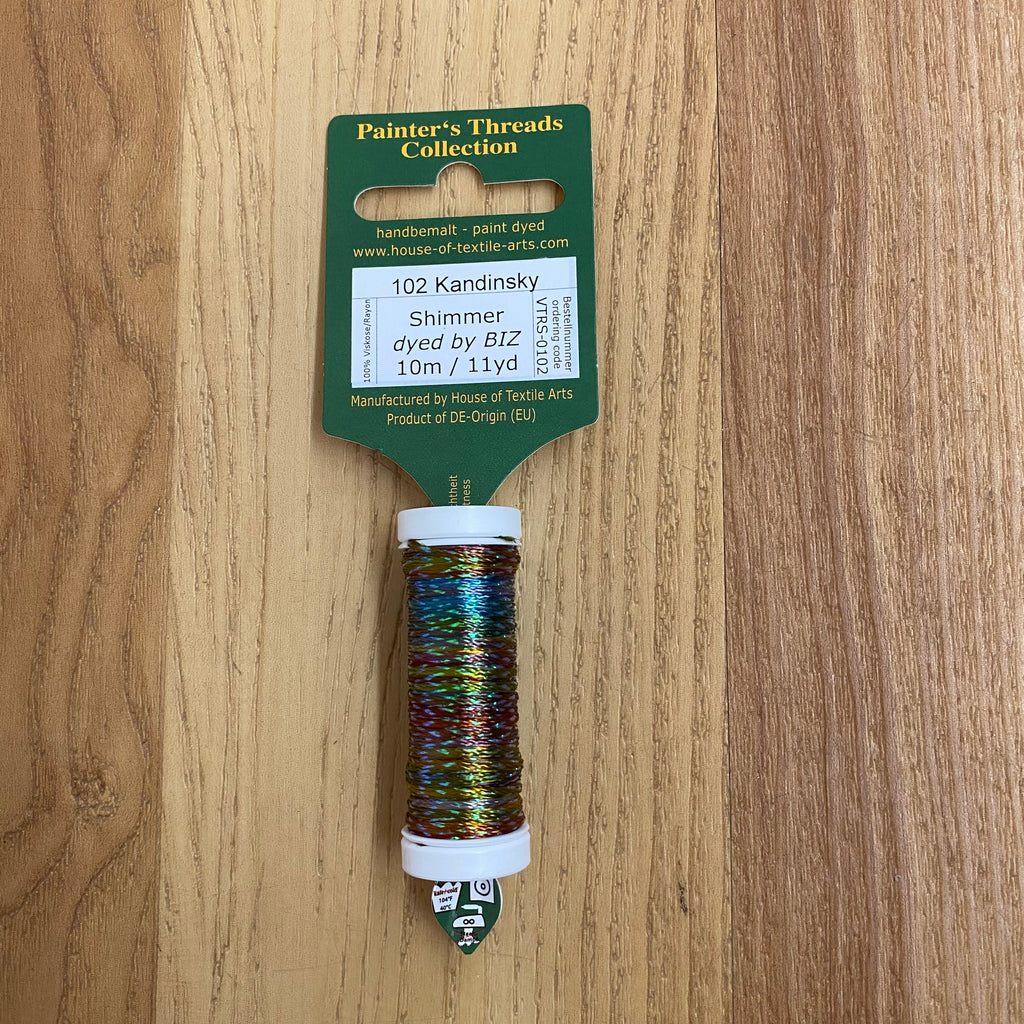 Painter‘s Threads
Collection
handbemalt - paint dyed
www.house-of-textile-arts.com
102 Kandinsky
100% Viskose/Rayon
Shimmer
dyed by BIZ
10m / 11yd
Bestellnummer
ordering code
VTRS-0102
Manufactured by House of Textile Arts
Product of DE-Origin (EU)
104°F
40°C